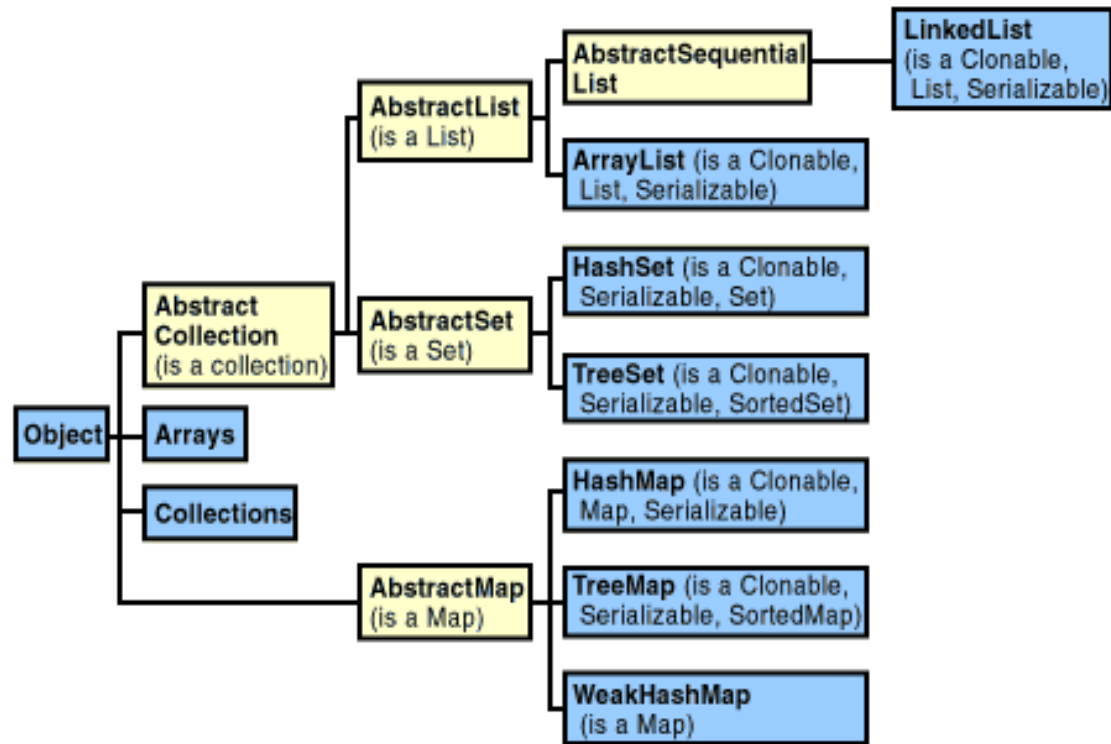 LinkedList
(is a Clonable,
List, Serializable)
AbstractSequential
List
AbstractList
(is a List)
ArrayList (is a Clonable,
List, Serializable)
HashSet (is a Clonable,
Serializable, Set)
Abstract
Collection
(is a collection)
AbstractSet
(is a Set)
TreeSet (is a Clonable,
Serializable, SortedSet)
Object
Arrays
Collections
HashMap (is a Clonable,
Map, Serializable)
AbstractMap
(is a Map)
TreeMap (is a Clonable,
Serializable, SortedMap)
WeakHashMap
(is a Map)